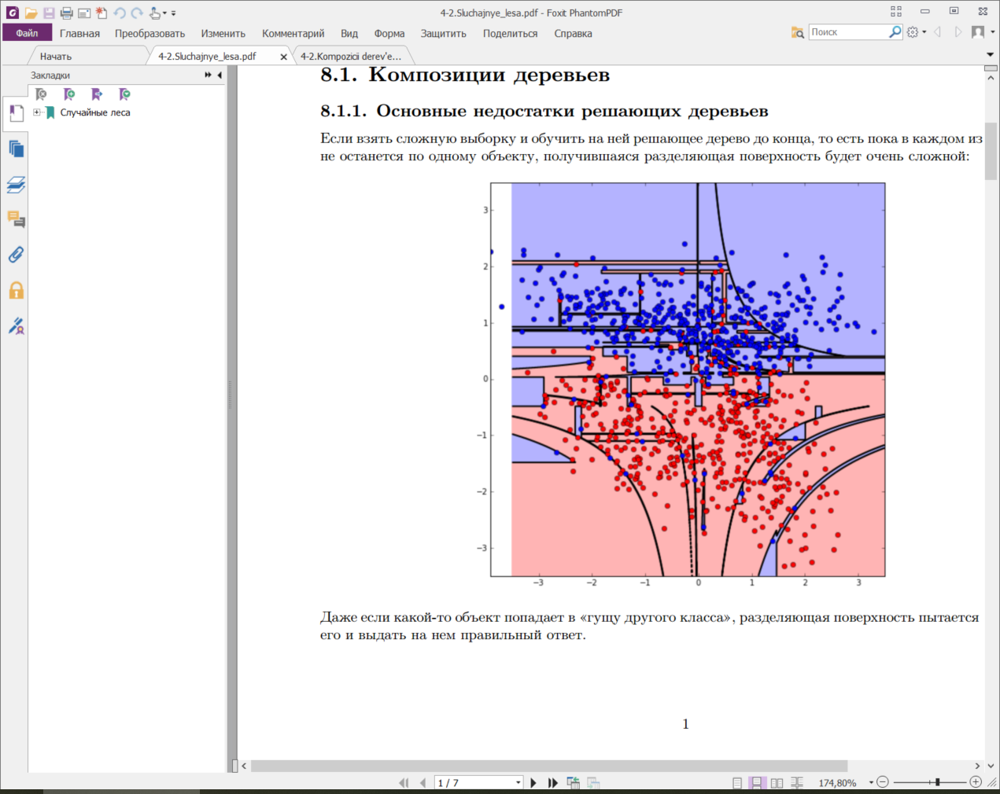 4-2.Sluchajnye_lesa.pdf - Foxit PhantomPDF
Файл Главная Преобразовать Изменить Комментарий Вид Форма Защитить Поделиться Справка Поиск
Начать 4-2.Sluchajnye_lesa.pdf 4-2.Kompozicii derev'e...
Закладки
Случайные леса
8.1. Композиции деревьев
8.1.1. Основные недостатки решающих деревьев
Если взять сложную выборку и обучить на ней решающее дерево до конца, то есть пока в каждом из
не останется по одному объекту, получившаяся разделяющая поверхность будет очень сложной:
3
2
1
0
−1
−2
−3
−3 −2 −1 0 1 2 3
Даже если какой-то объект попадает в «гущу другого класса», разделяющая поверхность пытается
его и выдать на нем правильный ответ.
1
1 / 7
174,80%